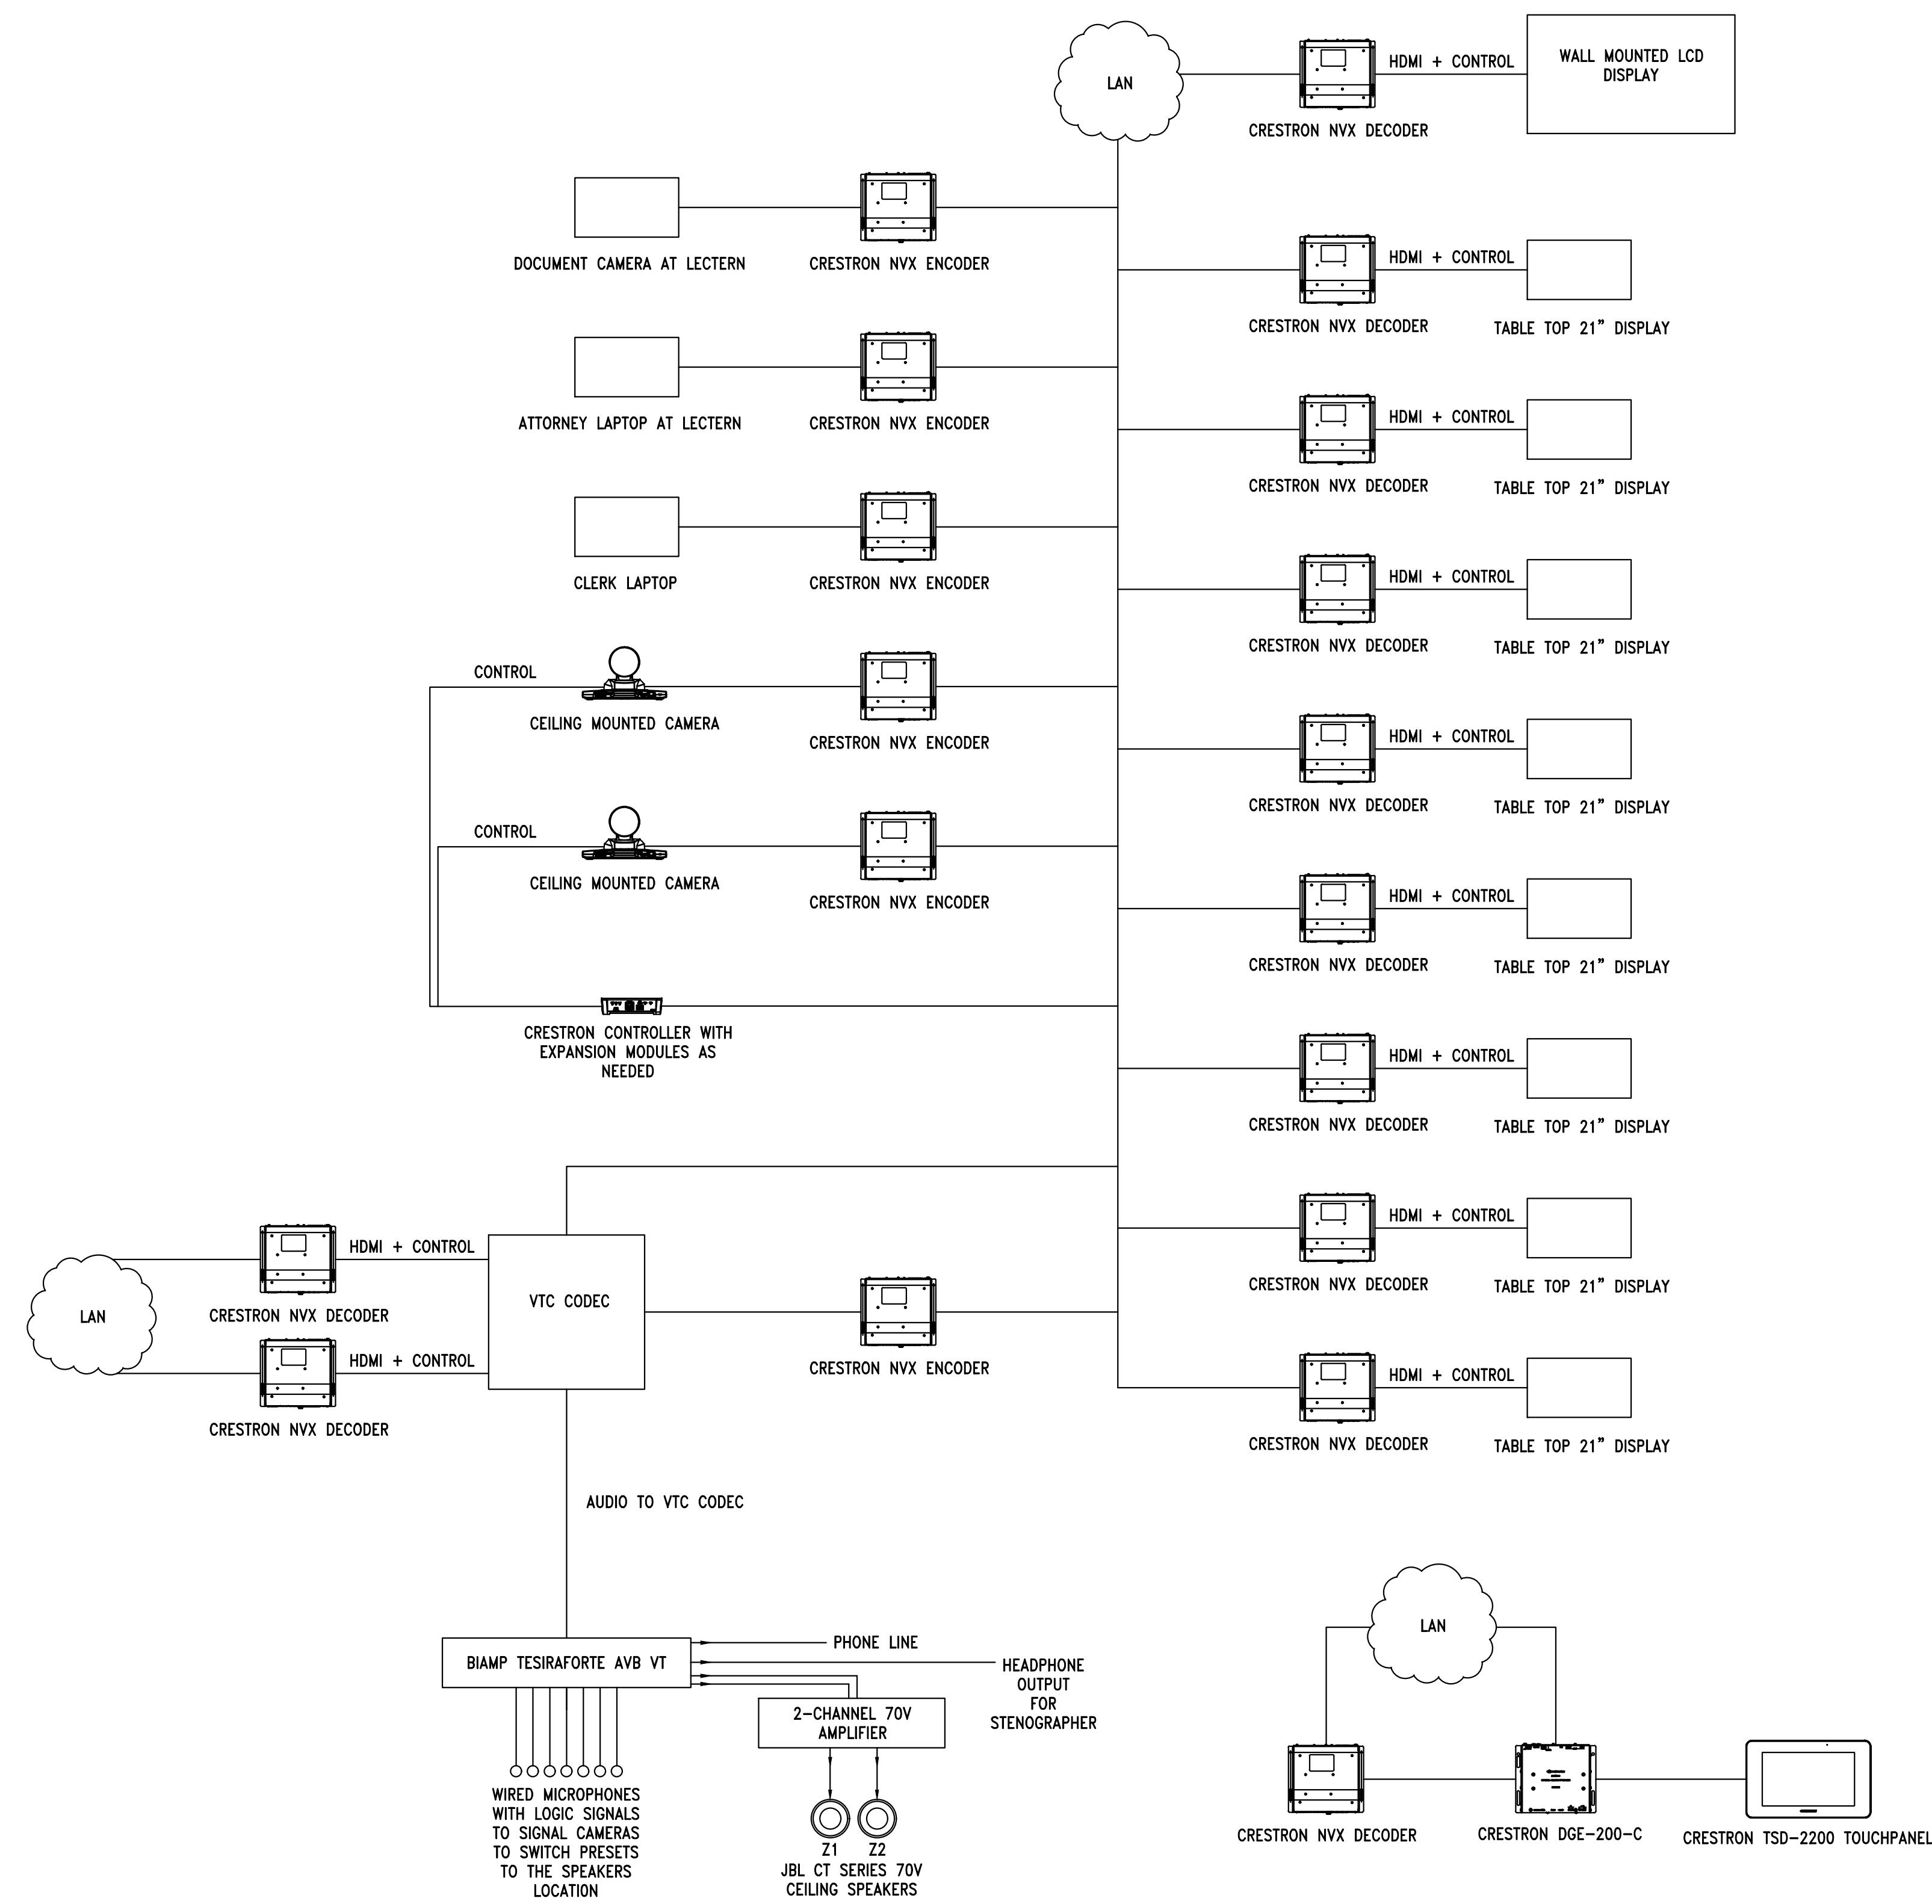 LAN
HDMI + CONTROL
WALL MOUNTED LCD
DISPLAY
CRESTRON NVX DECODER
DOCUMENT CAMERA AT LECTERN
CRESTRON NVX ENCODER
HDMI + CONTROL
CRESTRON NVX DECODER
TABLE TOP 21" DISPLAY
ATTORNEY LAPTOP AT LECTERN
CRESTRON NVX ENCODER
HDMI + CONTROL
CRESTRON NVX DECODER
TABLE TOP 21" DISPLAY
CLERK LAPTOP
CRESTRON NVX ENCODER
HDMI + CONTROL
CRESTRON NVX DECODER
TABLE TOP 21" DISPLAY
CONTROL
CEILING MOUNTED CAMERA
CRESTRON NVX ENCODER
HDMI + CONTROL
CRESTRON NVX DECODER
TABLE TOP 21" DISPLAY
CONTROL
CEILING MOUNTED CAMERA
CRESTRON NVX ENCODER
HDMI + CONTROL
CRESTRON NVX DECODER
TABLE TOP 21" DISPLAY
CRESTRON CONTROLLER WITH
EXPANSION MODULES AS
NEEDED
HDMI + CONTROL
CRESTRON NVX DECODER
TABLE TOP 21" DISPLAY
HDMI + CONTROL
CRESTRON NVX DECODER
TABLE TOP 21" DISPLAY
LAN
HDMI + CONTROL
CRESTRON NVX DECODER
HDMI + CONTROL
CRESTRON NVX DECODER
VTC CODEC
CRESTRON NVX ENCODER
HDMI + CONTROL
CRESTRON NVX DECODER
TABLE TOP 21" DISPLAY
AUDIO TO VTC CODEC
BIAMP TESIRAFORTE AVB VT
PHONE LINE
HEADPHONE
OUTPUT
FOR
STENOGRAPHER
2-CHANNEL 70V
AMPLIFIER
WIRED MICROPHONES
WITH LOGIC SIGNALS
TO SIGNAL CAMERAS
TO SWITCH PRESETS
TO THE SPEAKERS
LOCATION
Z1
Z2
JBL CT SERIES 70V
CEILING SPEAKERS
LAN
CRESTRON NVX DECODER
CRESTRON DGE-200-C
CRESTRON TSD-2200 TOUCHPANEL